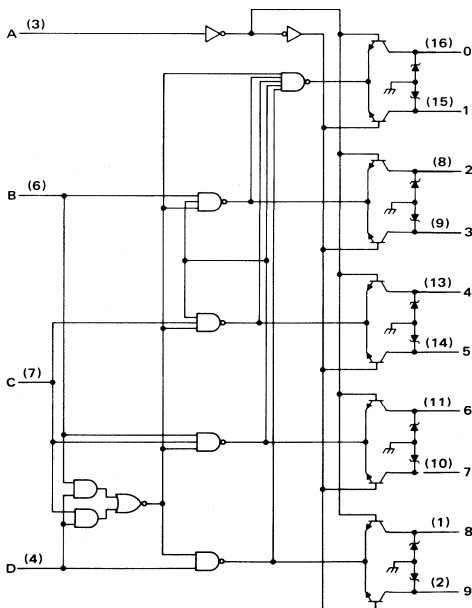 A (3)
(16) 0
(15) 1
B (6)
(8) 2
(9) 3
(13) 4
(14) 5
C (7)
(11) 6
(10) 7
D (4)
(1) 8
(2) 9